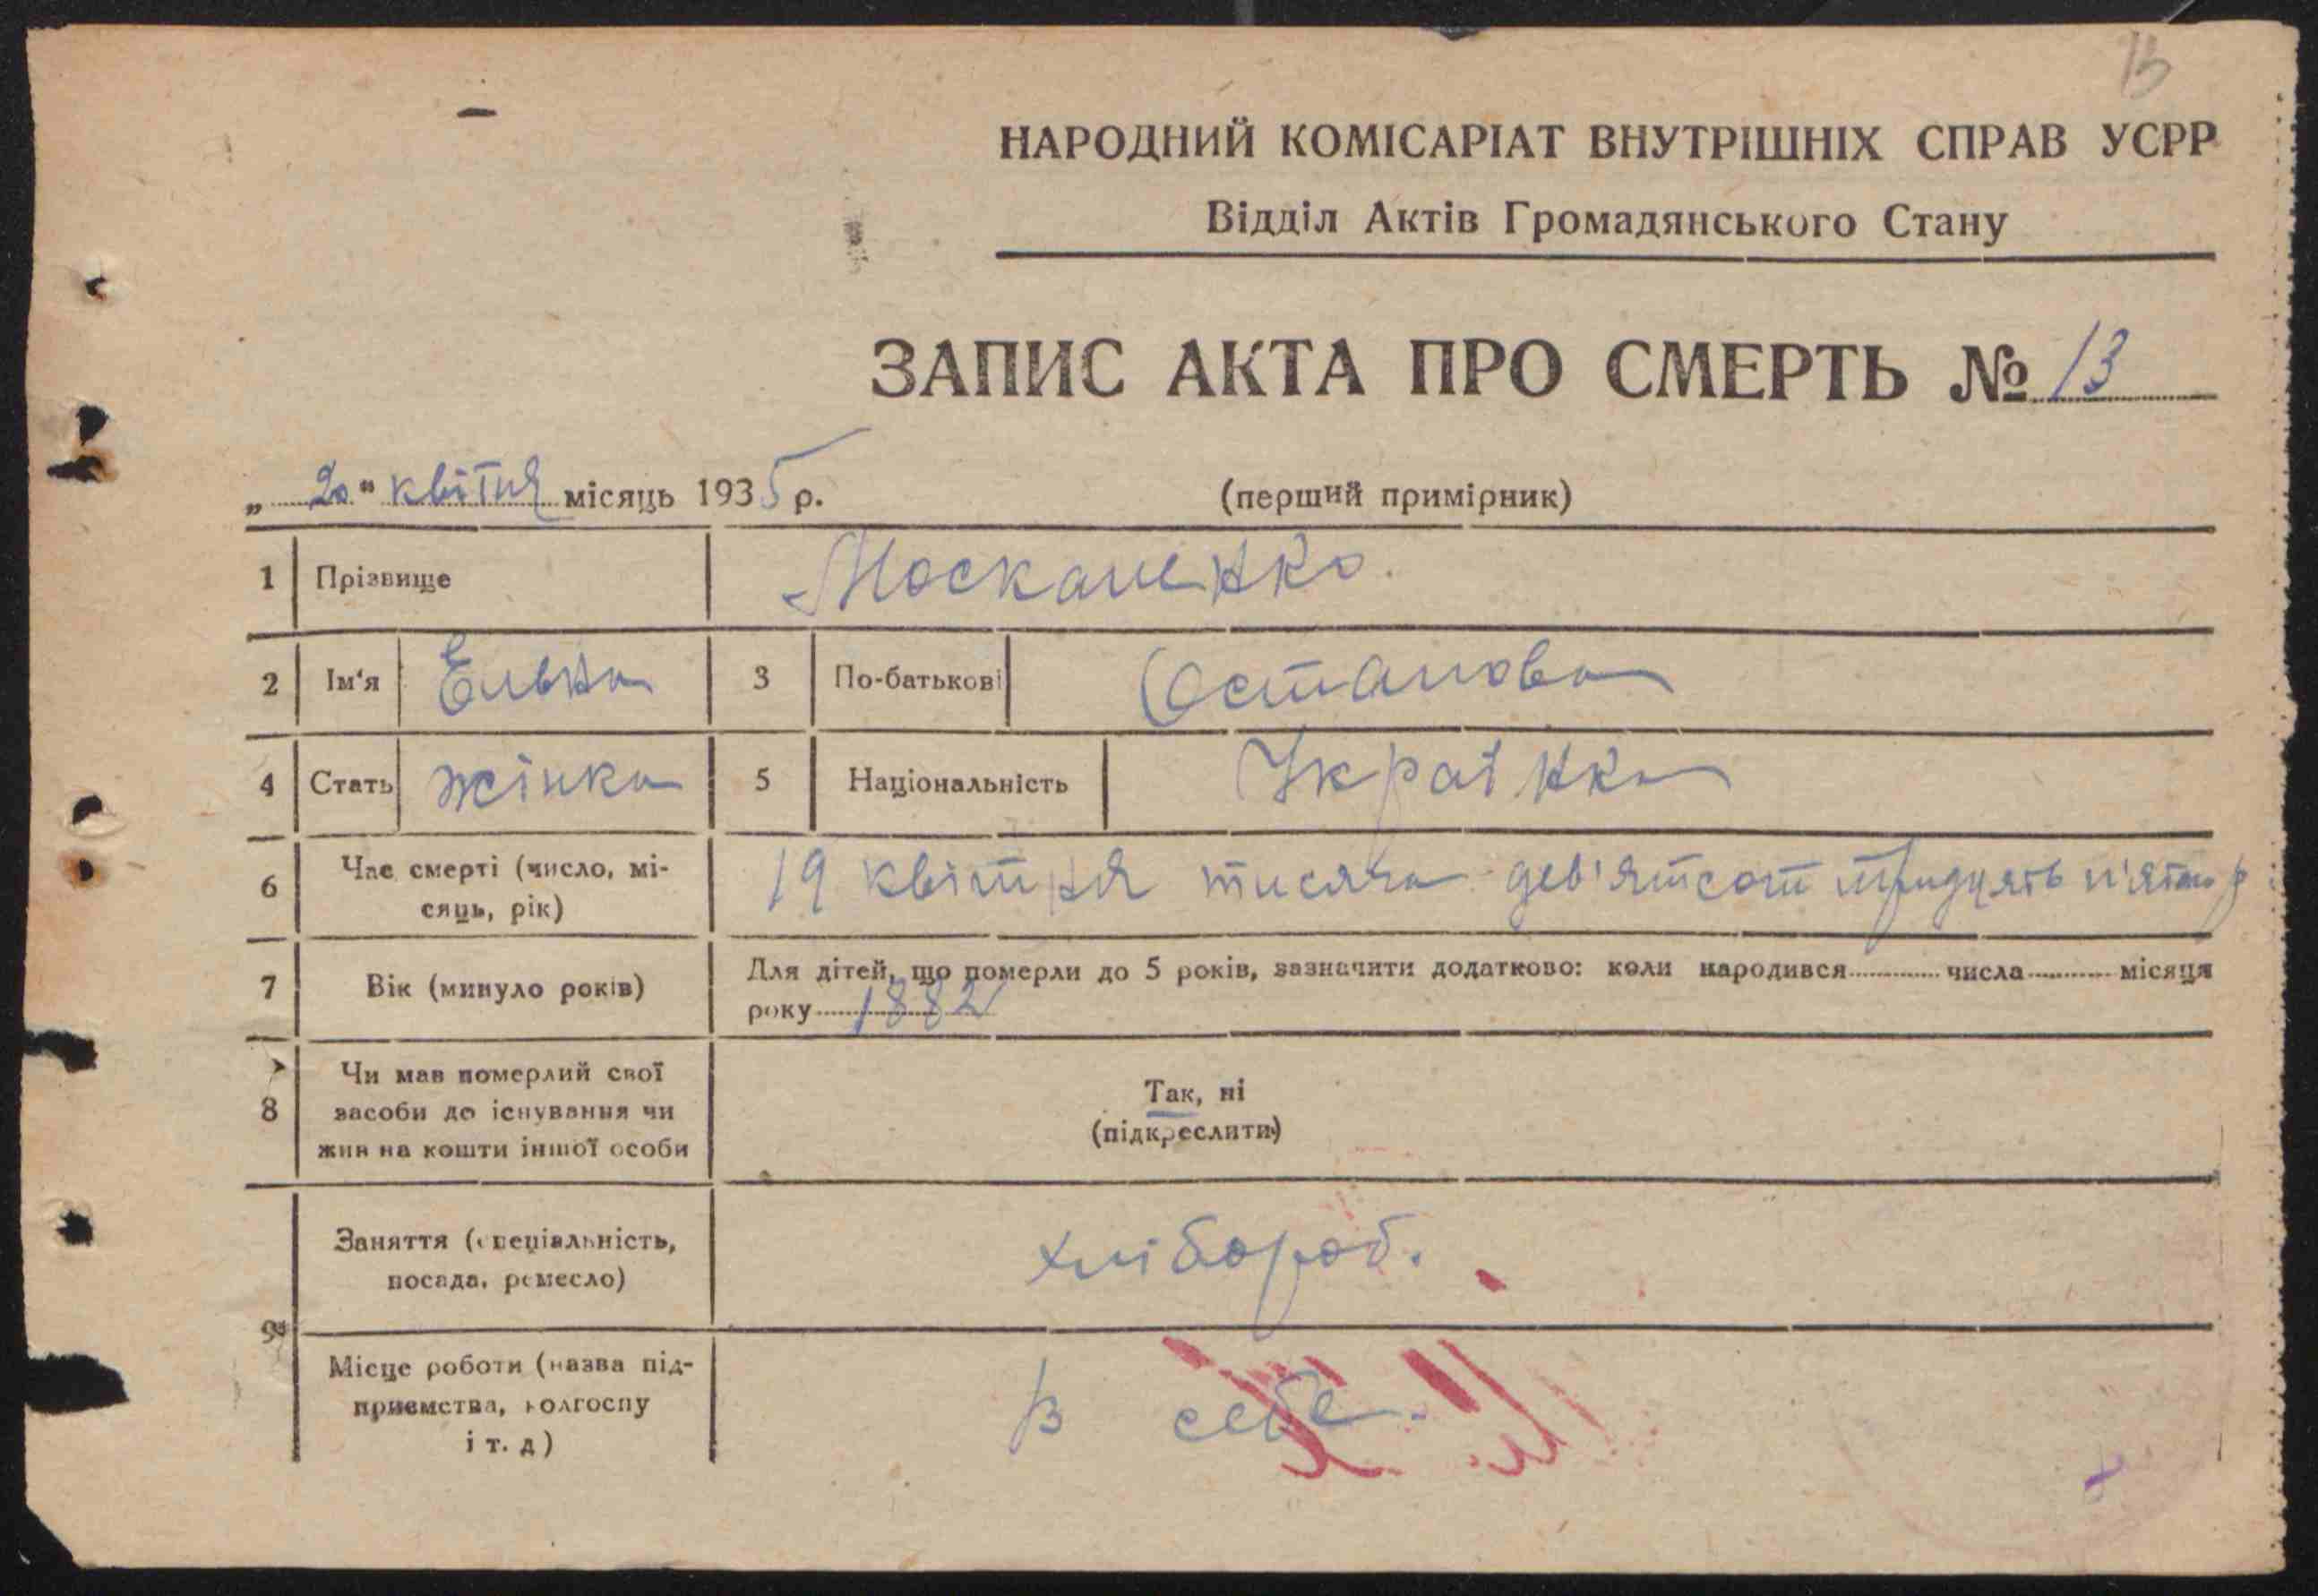 13
НАРОДНИЙ КОМІСАРІАТ ВНУТРІШНІХ СПРАВ УСРР
Відділ Актів Громадянського Стану
ЗАПИС АКТА ПРО СМЕРТЬ № 13
„ 20 " квітня місяць 1935 р. (перший примірник)
1 Прізвище Москаленко
2 Ім'я 3 По-батькові Остапова
4 Стать жінка 5 Національність Українка
6 Час смерті (число, мі-
сяць, рік) 19 квітня тисяча дев'ятсот тридцять п'ятого р
7 Вік (минуло років) Для дітей, що померли до 5 років, зазначити додатково: коли народився числа місяця
року 1882
8 Чи мав померлий свої
засоби до існування чи
жив на кошти іншої особи
Так, ні
(підкреслити)
9 Заняття (спеціальність,
посада, ремесло) хлібороб.
Місце роботи (назва під-
приємства, колгоспу
і т. д) в себе.